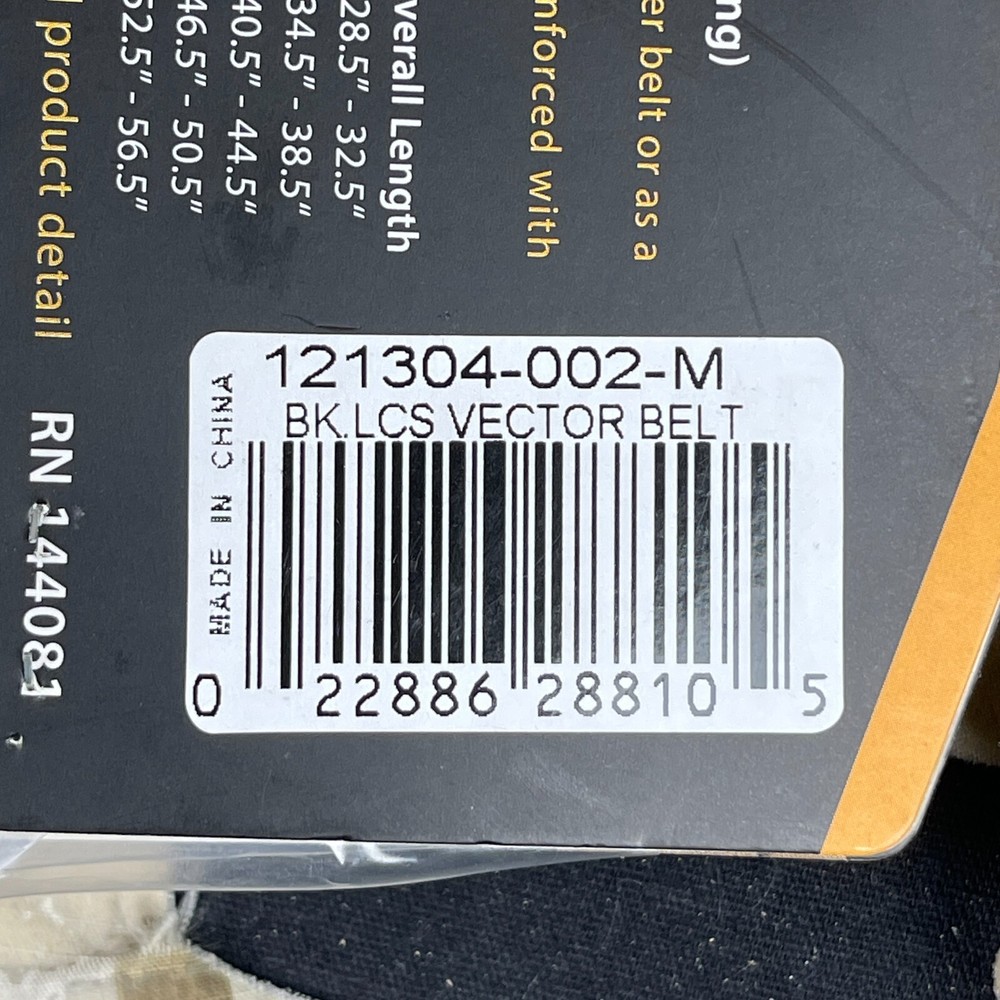 ng)
er belt or as a
nforced with
verall Length
28.5" - 32.5"
34.5" - 38.5"
40.5" - 44.5"
46.5" - 50.5"
52.5" - 56.5"
product detail RN 144081
121304-002-M
BK.LCS VECTOR BELT
MADE IN CHINA
0 22886 28810 5